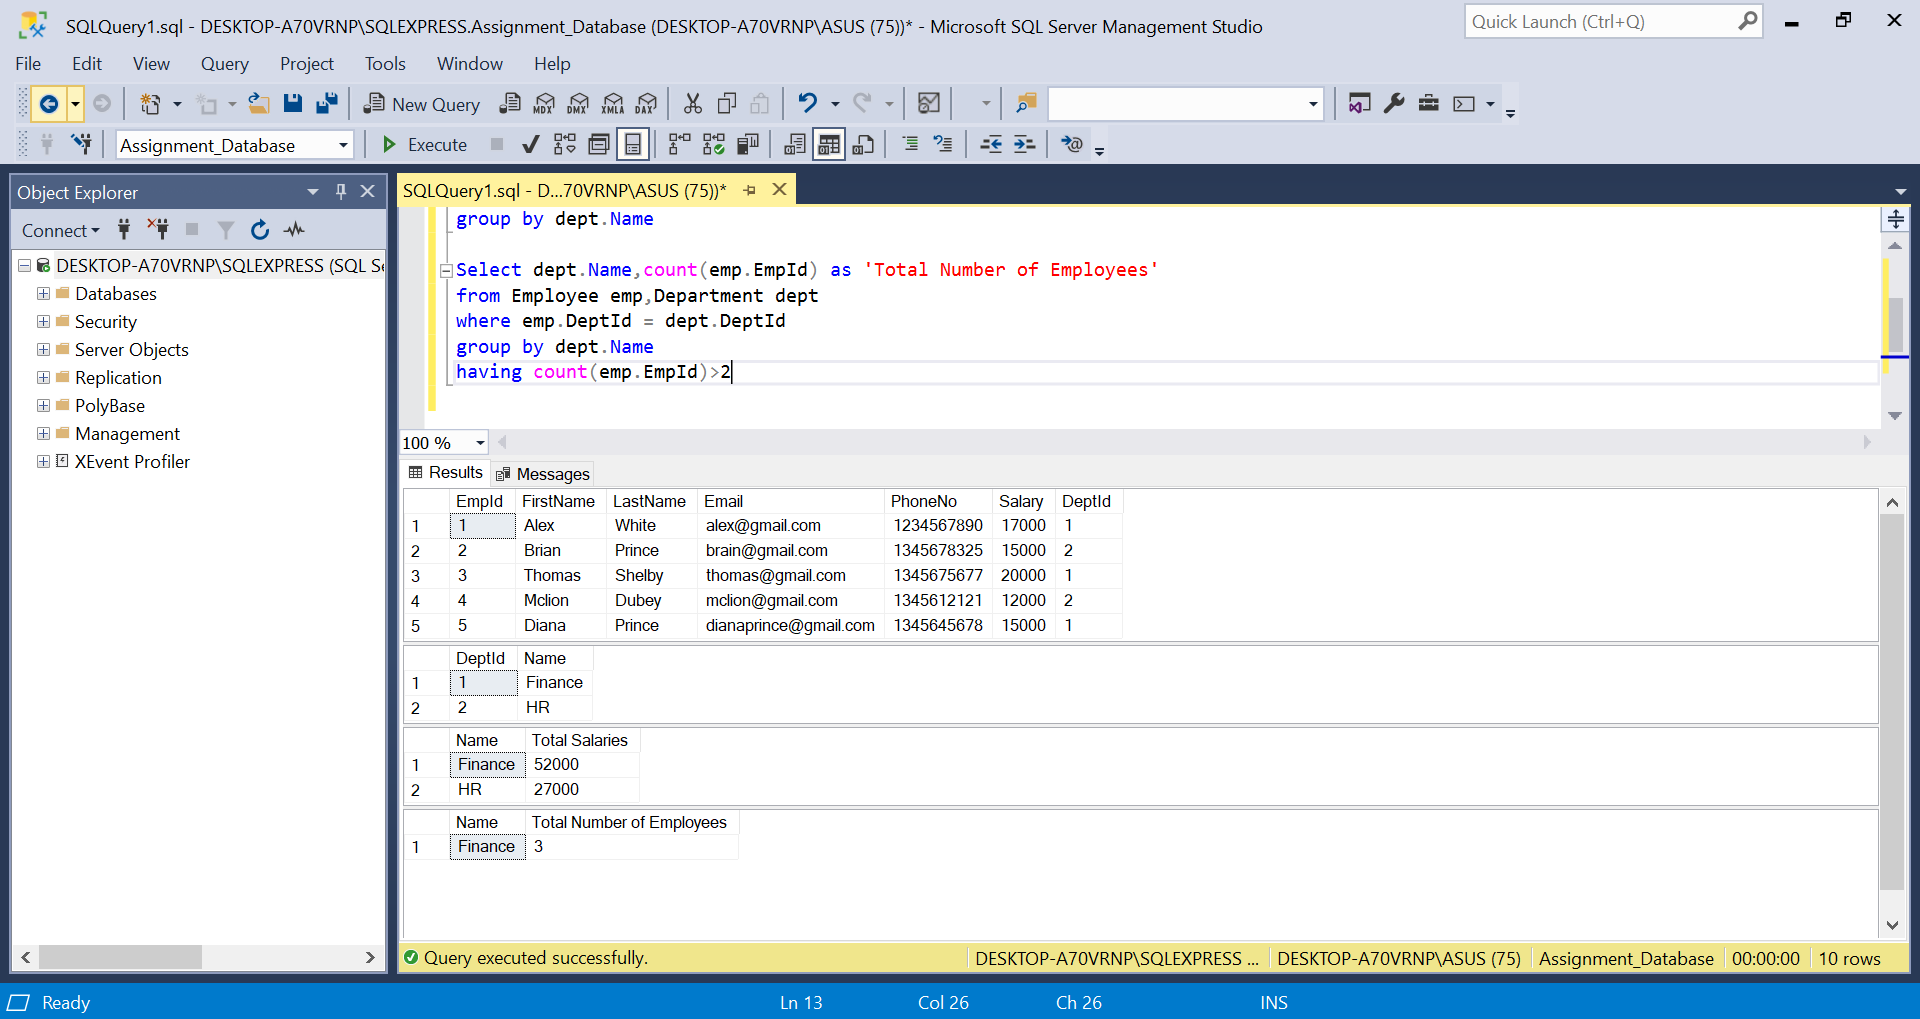 SQLQuery1.sql - DESKTOP-A70VRNP\SQLEXPRESS.Assignment_Database (DESKTOP-A70VRNP\ASUS (75))* - Microsoft SQL Server Management Studio
Quick Launch (Ctrl+Q)
File Edit View Query Project Tools Window Help
New Query MDX DMX XMLA DAX
Assignment_Database Execute
Object Explorer
Connect
DESKTOP-A70VRNP\SQLEXPRESS (SQL Se
Databases
Security
Server Objects
Replication
PolyBase
Management
XEvent Profiler
SQLQuery1.sql - D...70VRNP\ASUS (75))*
group by dept.Name
Select dept.Name,count(emp.EmpId) as 'Total Number of Employees'
from Employee emp,Department dept
where emp.DeptId = dept.DeptId
group by dept.Name
having count(emp.EmpId)>2
100 %
Results Messages
EmpId FirstName LastName Email PhoneNo Salary DeptId
1 1 Alex White alex@gmail.com 1234567890 17000 1
2 2 Brian Prince brain@gmail.com 1345678325 15000 2
3 3 Thomas Shelby thomas@gmail.com 1345675677 20000 1
4 4 Mclion Dubey mclion@gmail.com 1345612121 12000 2
5 5 Diana Prince dianaprince@gmail.com 1345645678 15000 1
DeptId Name
1 1 Finance
2 2 HR
Name Total Salaries
1 Finance 52000
2 HR 27000
Name Total Number of Employees
1 Finance 3
Query executed successfully. DESKTOP-A70VRNP\SQLEXPRESS ... DESKTOP-A70VRNP\ASUS (75) Assignment_Database 00:00:00 10 rows
Ready Ln 13 Col 26 Ch 26 INS